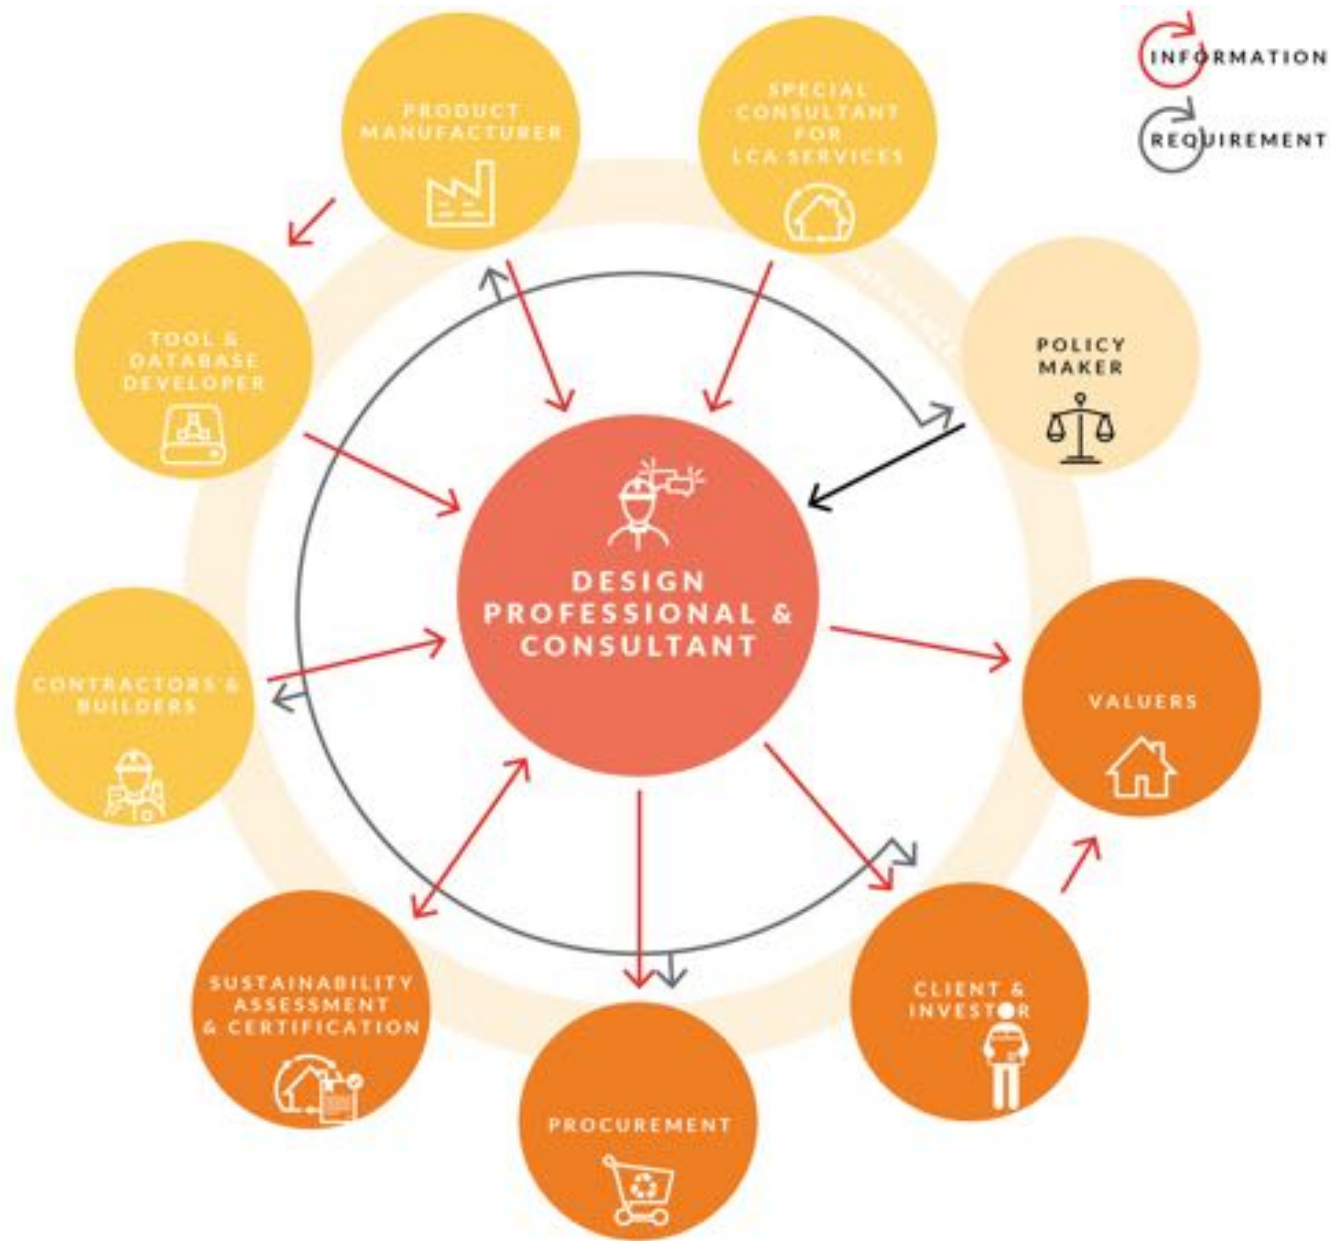 INFORMATION
REQUIREMENT
PRODUCT
MANUFACTURER
SPECIAL
CONSULTANT
FOR
LCA SERVICES
TOOL &
DATABASE
DEVELOPER
POLICY
MAKER
DESIGN
PROFESSIONAL &
CONSULTANT
CONTRACTORS &
BUILDERS
VALUERS
SUSTAINABILITY
ASSESSMENT
& CERTIFICATION
CLIENT &
INVESTOR
PROCUREMENT